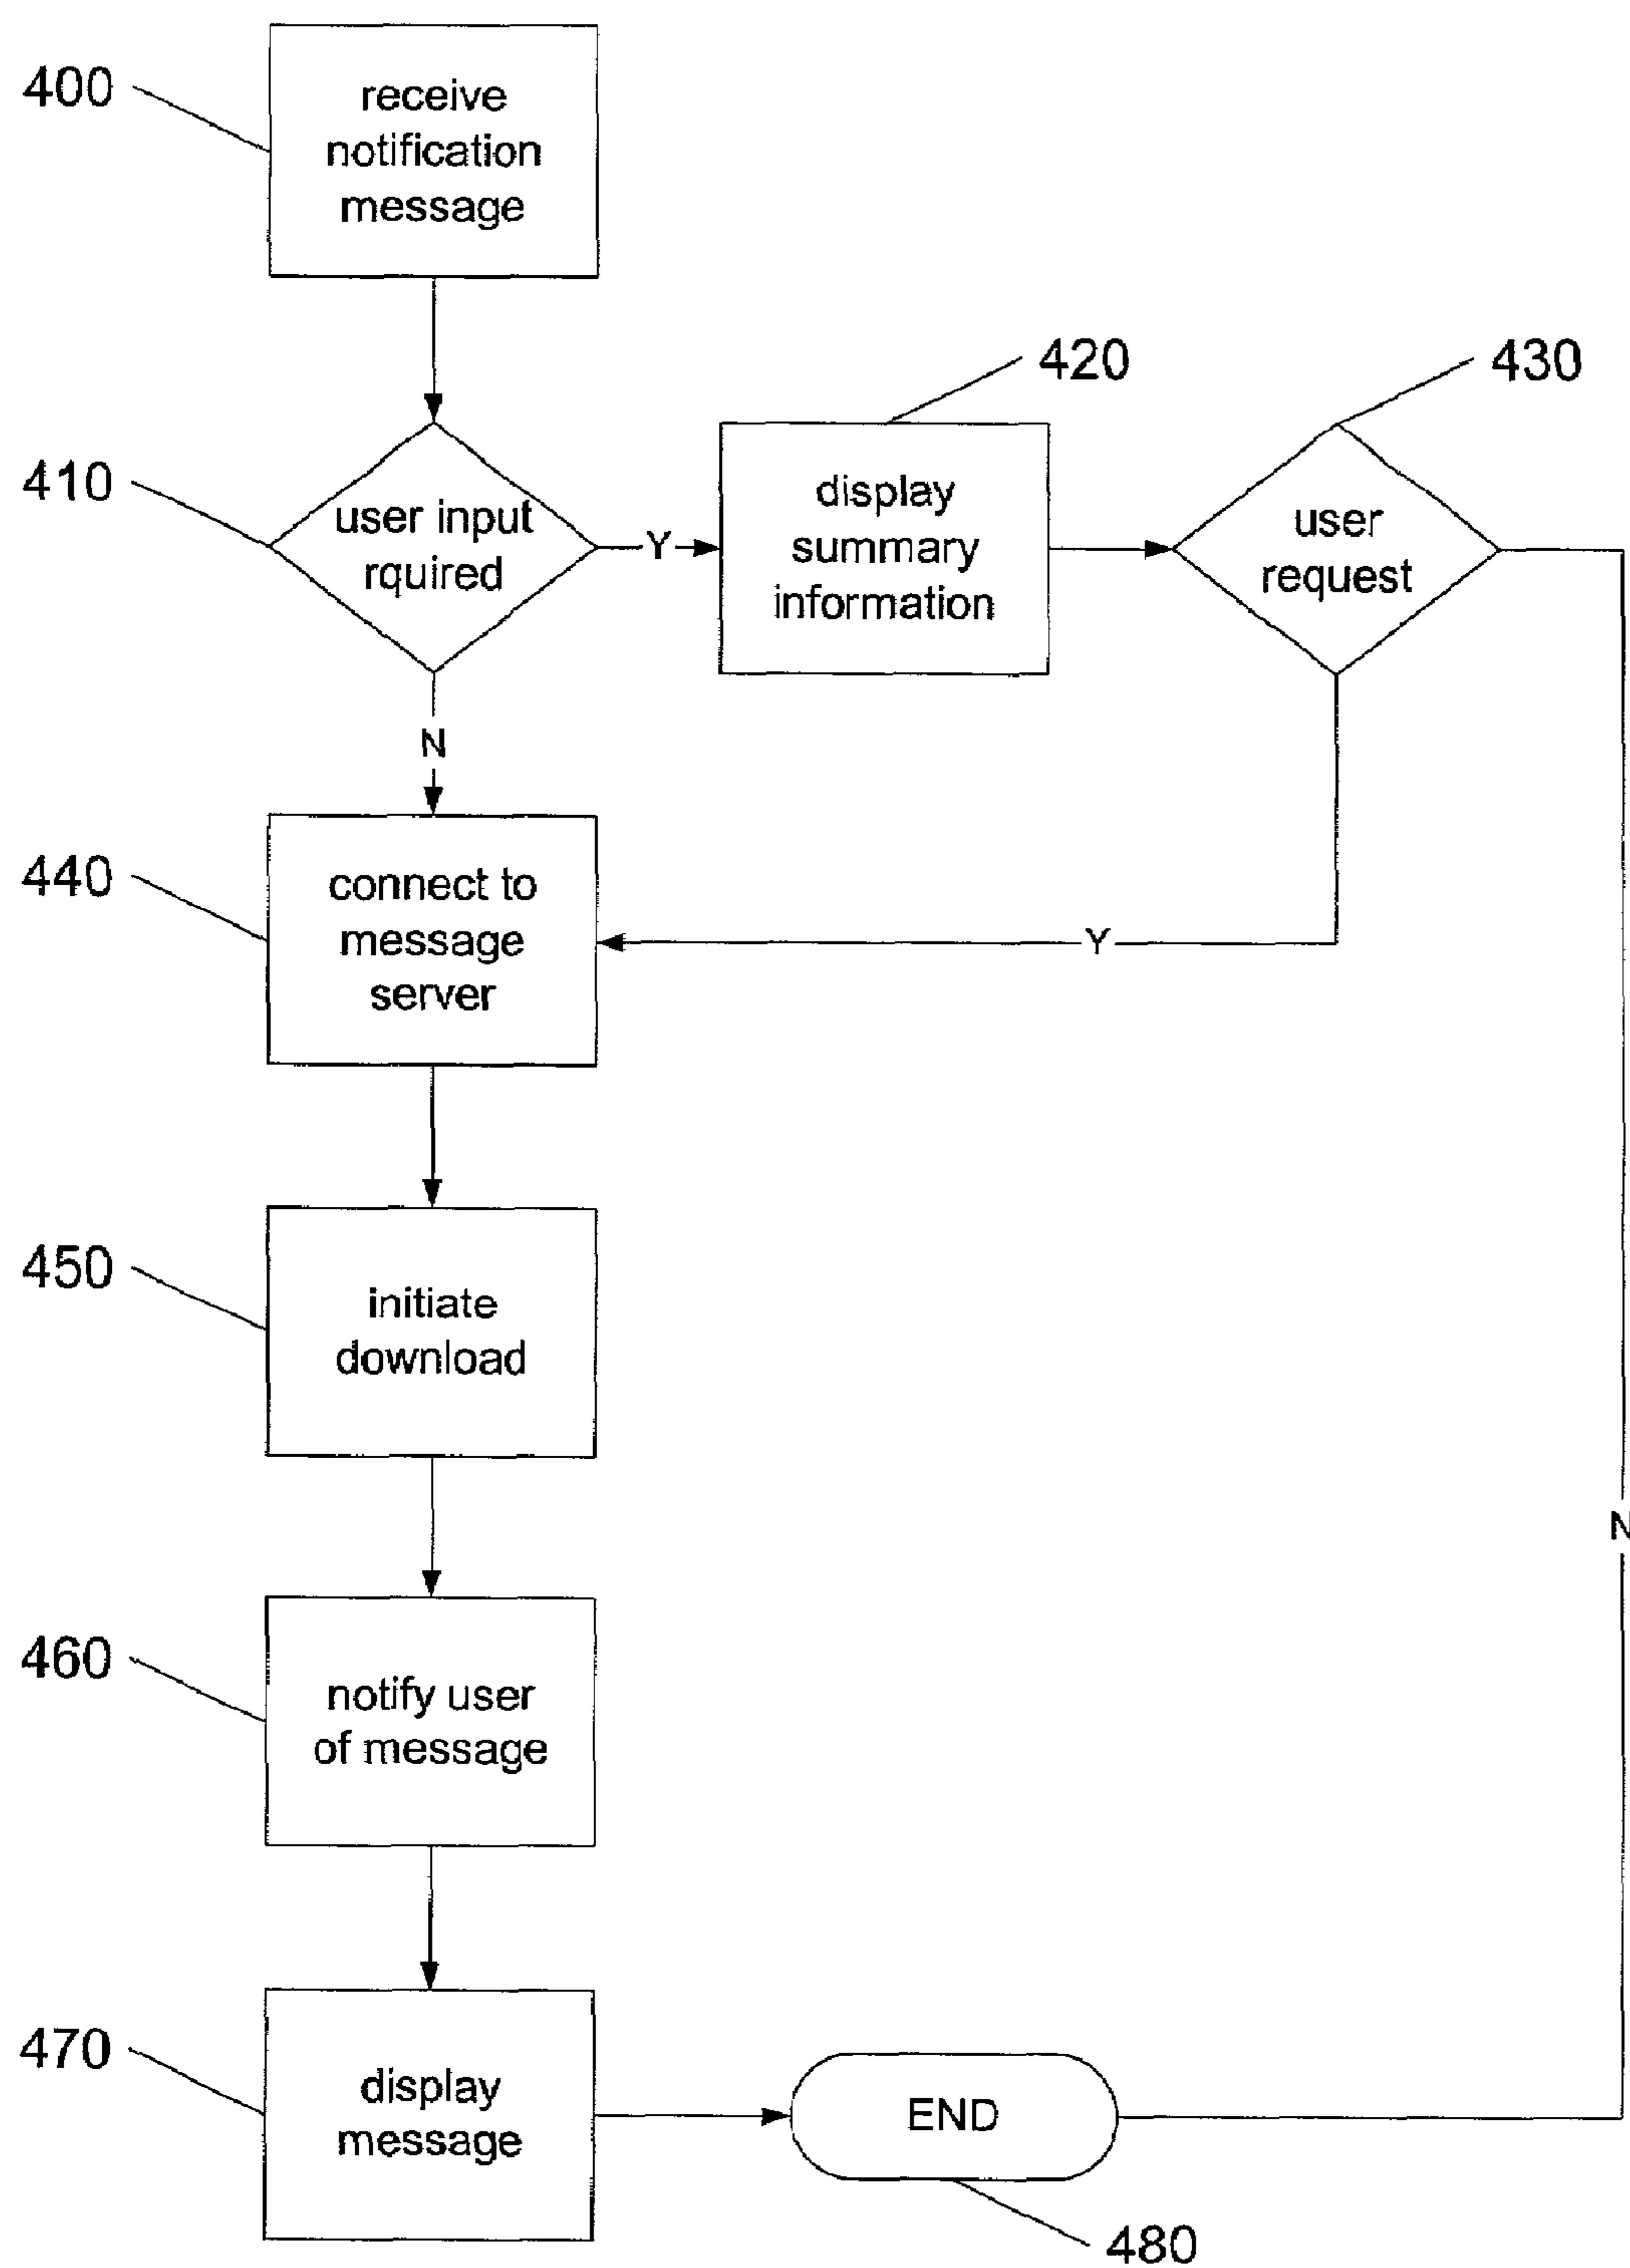 400
receive
notification
message
410
user input
rquired
Y
420
display
summary
information
430
user
request
N
440
connect to
message
server
Y
450
initiate
download
N
460
notify user
of message
470
display
message
END
480